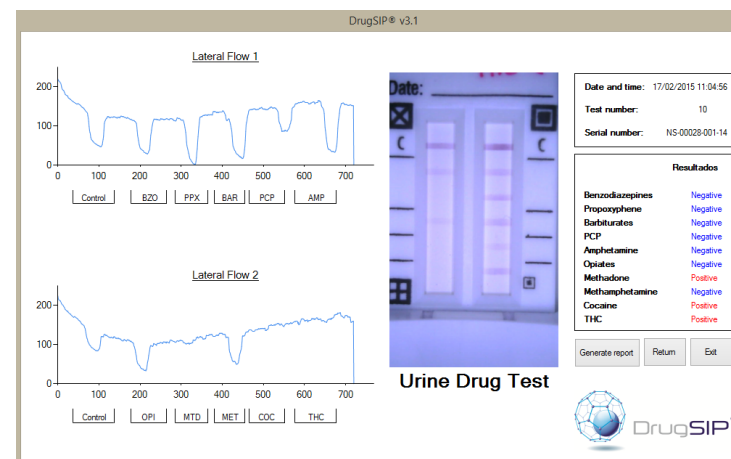 DrugSIP® v3.1
Lateral Flow 1
200
100
0
0 100 200 300 400 500 600 700
Control BZO PPX BAR PCP AMP
Lateral Flow 2
200
100
0
0 100 200 300 400 500 600 700
Control OPI MTD MET COC THC
Date:
C C
Urine Drug Test
Date and time: 17/02/2015 11:04:56
Test number: 10
Serial number: NS-00028-001-14
Resultados
Benzodiazepines Negative
Propoxyphene Negative
Barbiturates Negative
PCP Negative
Amphetamine Negative
Opiates Negative
Methadone Positive
Methamphetamine Negative
Cocaine Positive
THC Positive
Generate report Return Exit
DrugSIP